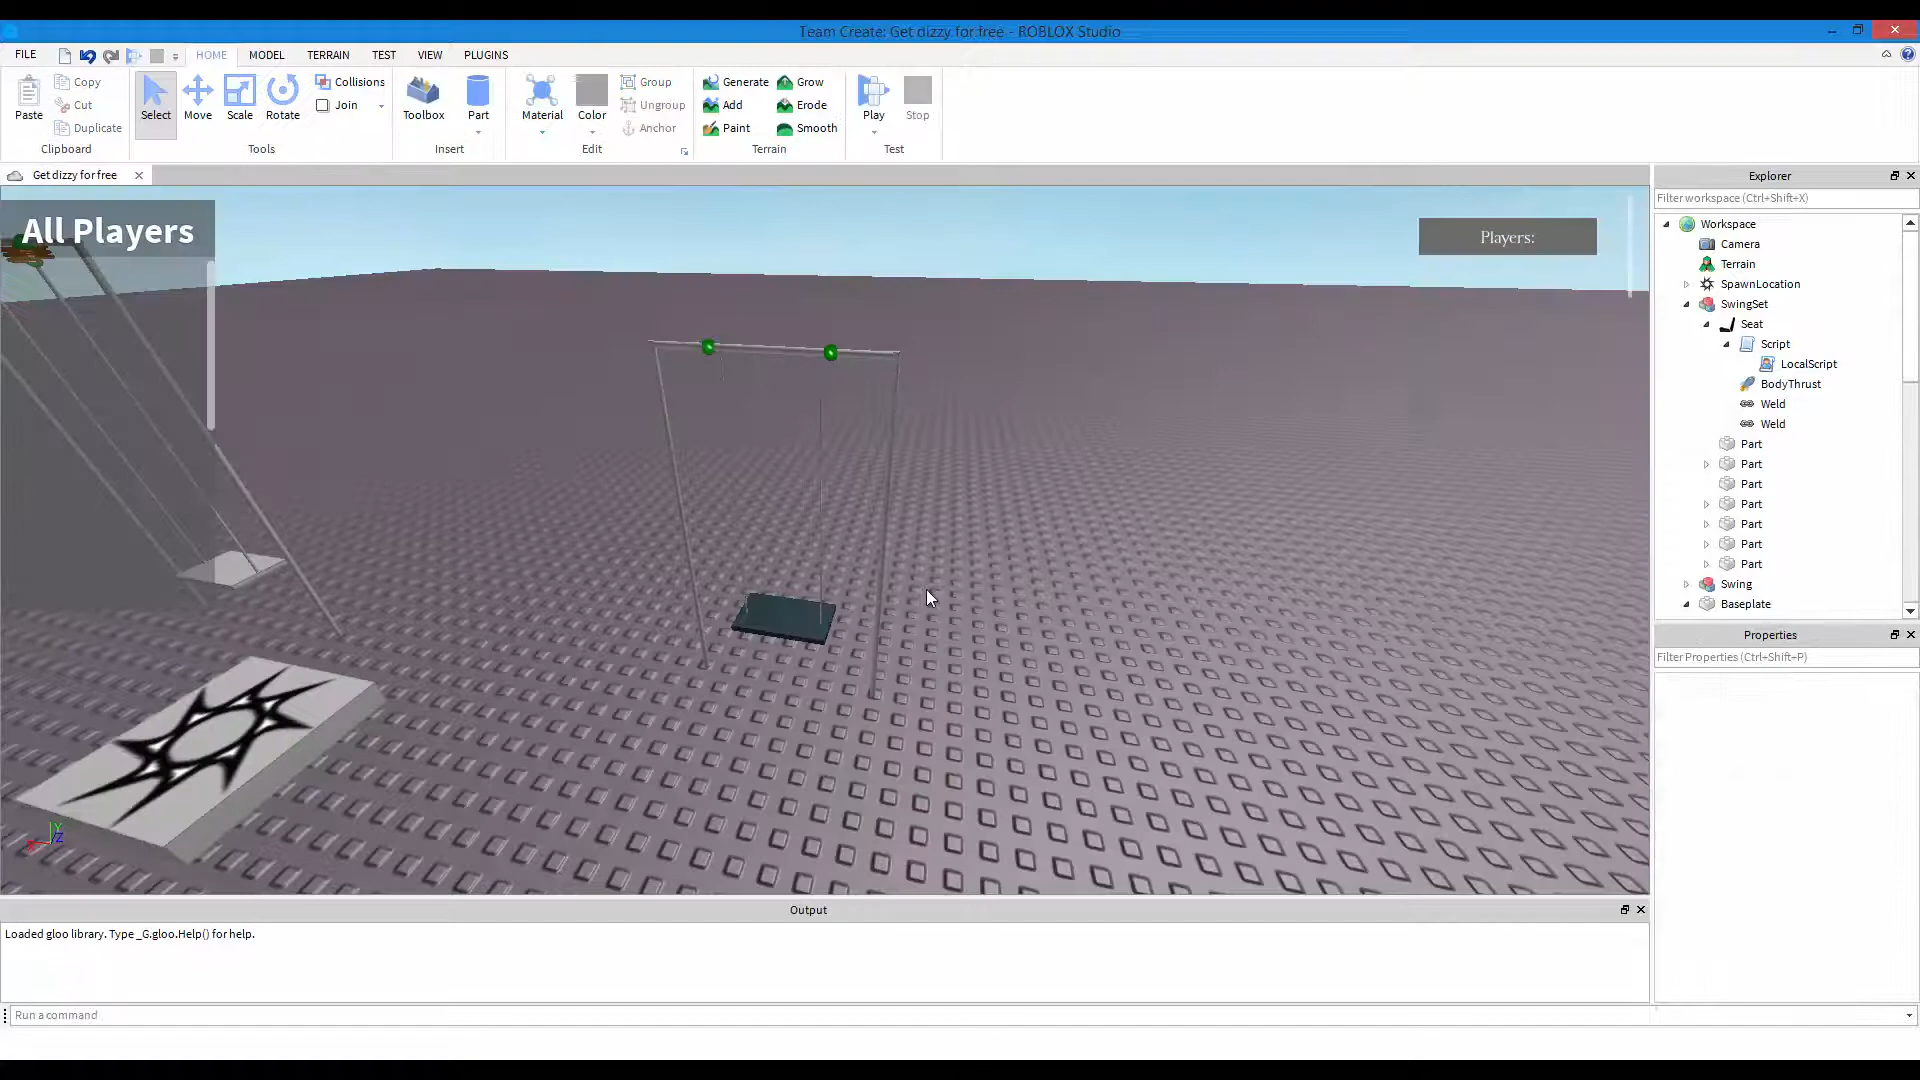 Team Create: Get dizzy for free - ROBLOX Studio
FILE HOME MODEL TERRAIN TEST VIEW PLUGINS
Paste Copy Cut Duplicate Clipboard
Select Move Scale Rotate Collisions Join Tools
Toolbox Part Insert
Material Color Group Ungroup Anchor Edit
Generate Grow
Add Erode
Paint Smooth
Terrain
Play Stop
Test
Get dizzy for free
All Players
Players:
Explorer
Filter workspace (Ctrl+Shift+X)
Workspace
Camera
Terrain
SpawnLocation
SwingSet
Seat
Script
LocalScript
BodyThrust
Weld
Weld
Part
Part
Part
Part
Part
Part
Part
Swing
Baseplate
Properties
Filter Properties (Ctrl+Shift+P)
Y
Z
Output
Loaded gloo library. Type _G.gloo.Help() for help.
Run a command